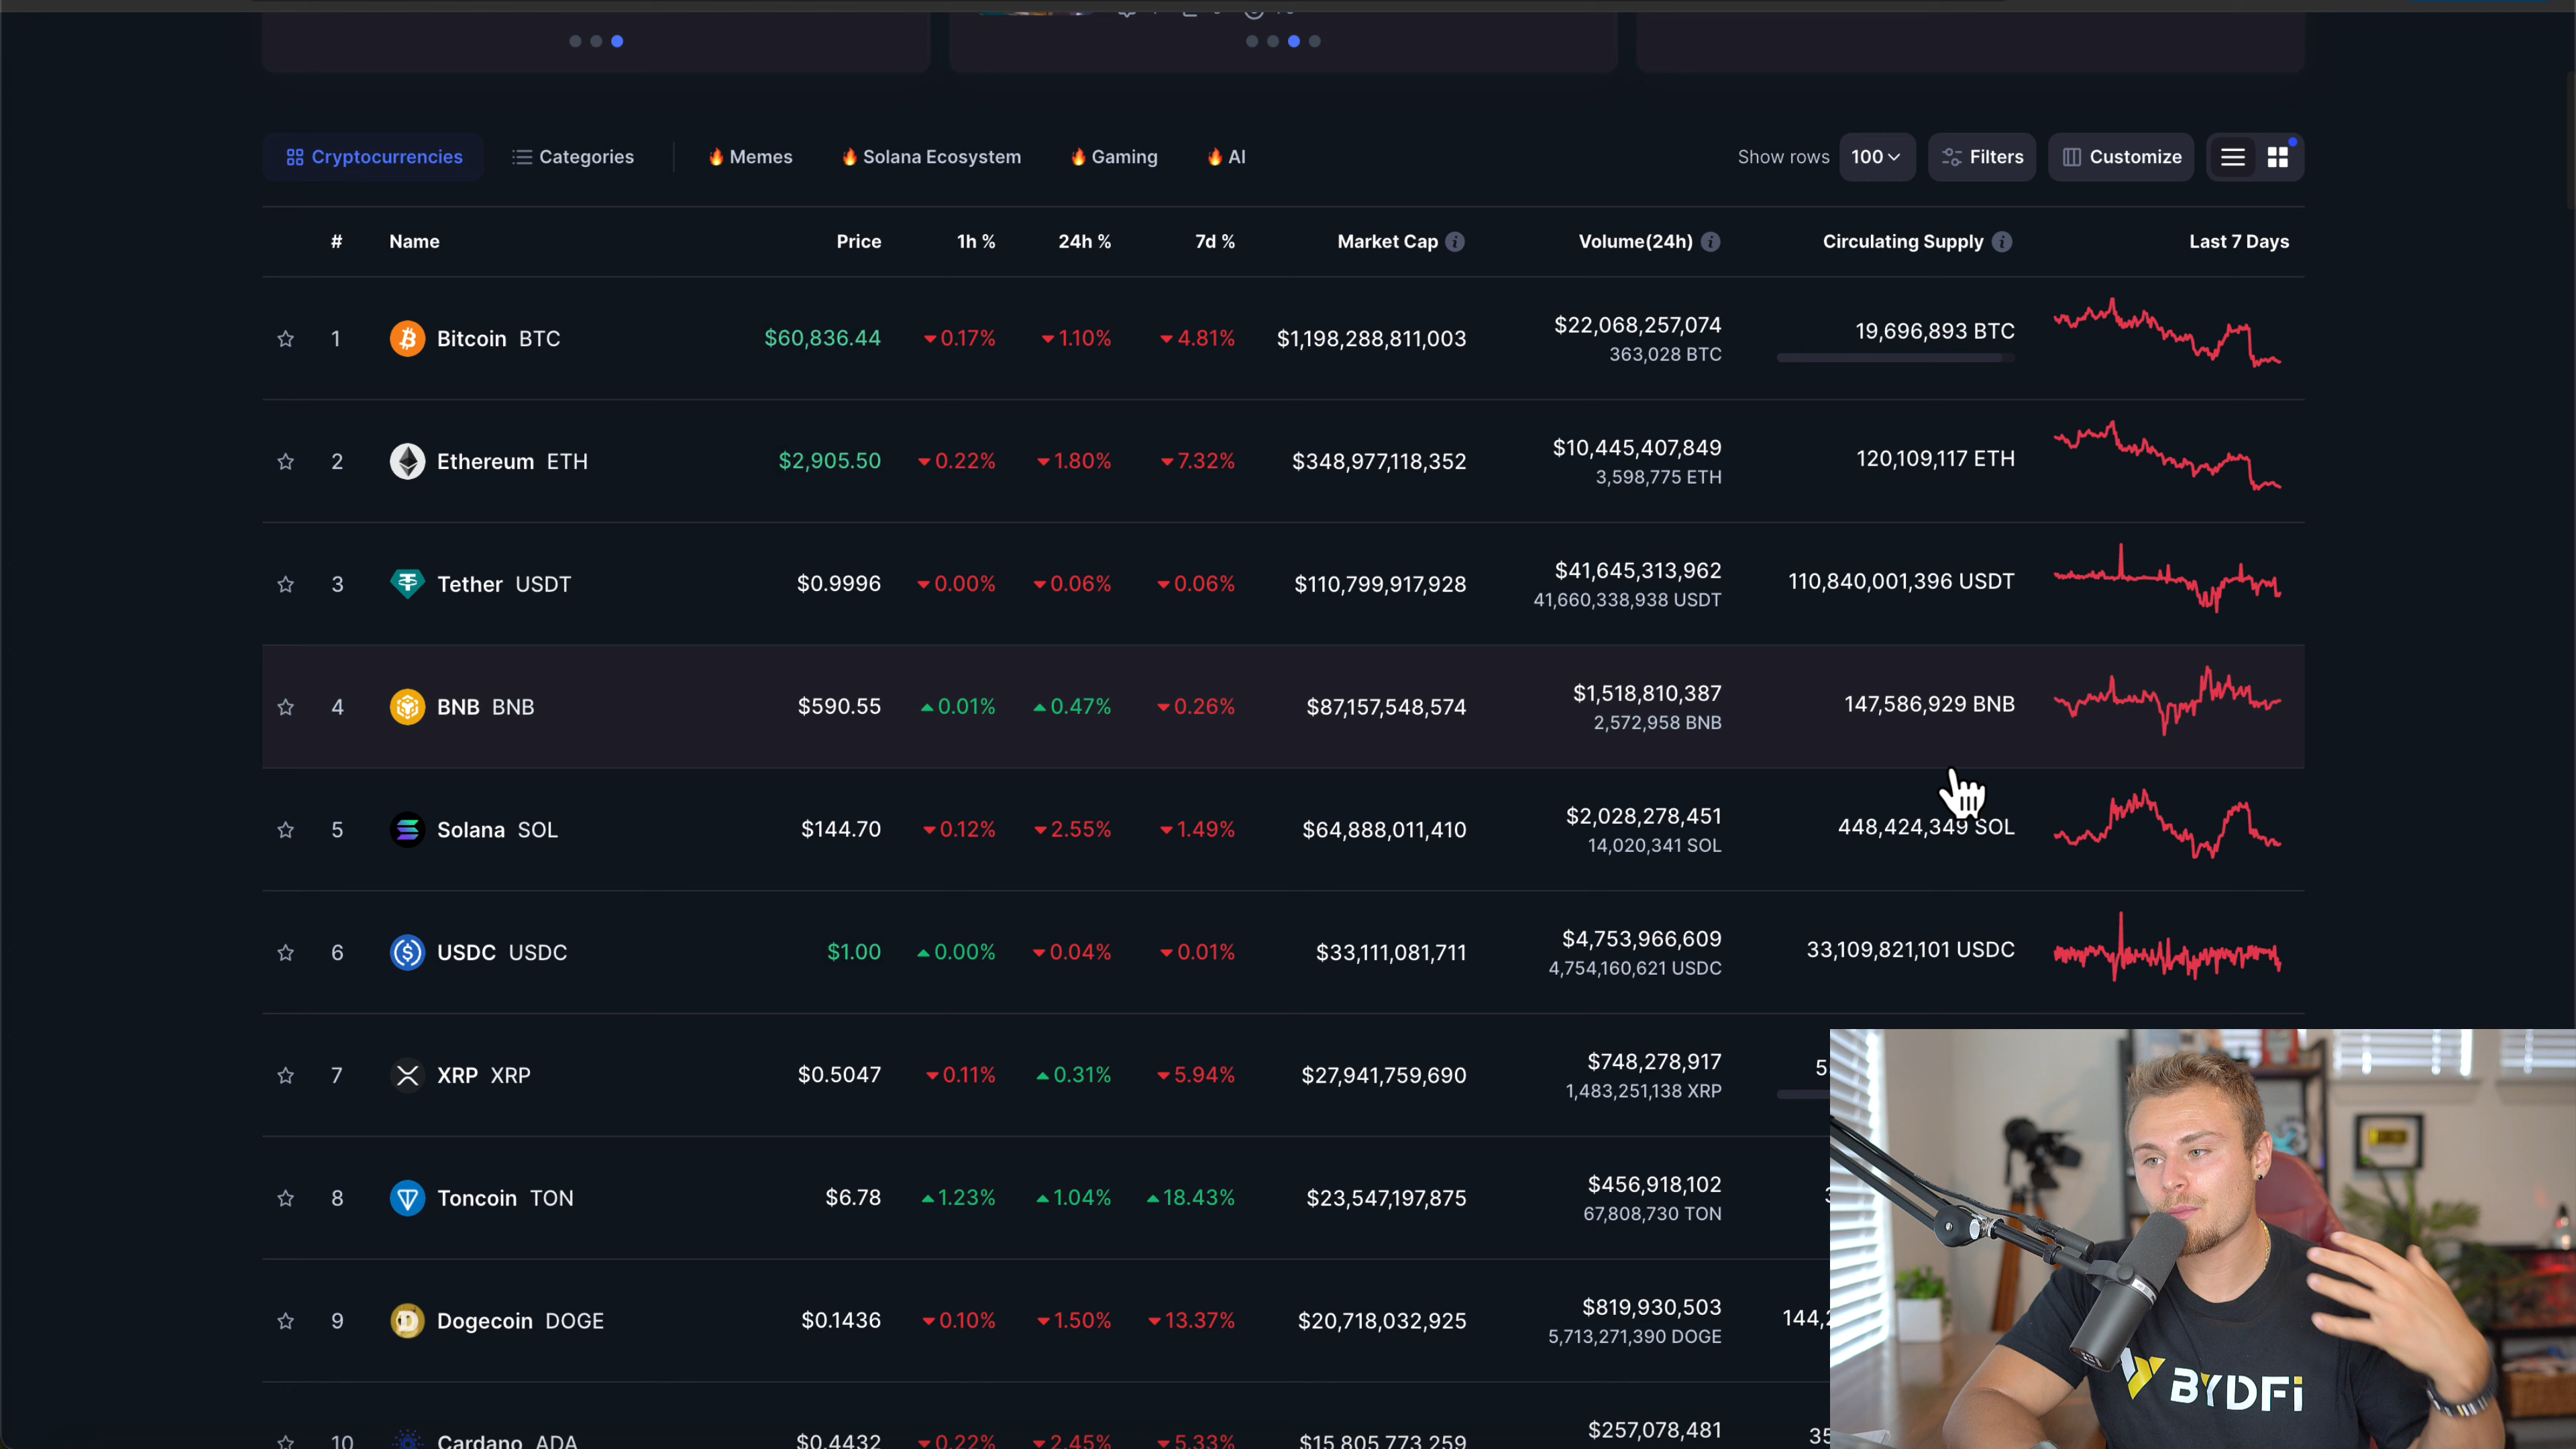 Cryptocurrencies Categories Memes Solana Ecosystem Gaming AI Show rows 100 Filters Customize
# Name Price 1h % 24h % 7d % Market Cap Volume(24h) Circulating Supply Last 7 Days
1 Bitcoin BTC $60,836.44 0.17% 1.10% 4.81% $1,198,288,811,003 $22,068,257,074 19,696,893 BTC
363,028 BTC
2 Ethereum ETH $2,905.50 0.22% 1.80% 7.32% $348,977,118,352 $10,445,407,849 120,109,117 ETH
3,598,775 ETH
3 Tether USDT $0.9996 0.00% 0.06% 0.06% $110,799,917,928 $41,645,313,962 110,840,001,396 USDT
41,660,338,938 USDT
4 BNB BNB $590.55 0.01% 0.47% 0.26% $87,157,548,574 $1,518,810,387 147,586,929 BNB
2,572,958 BNB
5 Solana SOL $144.70 0.12% 2.55% 1.49% $64,888,011,410 $2,028,278,451 448,424,349 SOL
14,020,341 SOL
6 USDC USDC $1.00 0.00% 0.04% 0.01% $33,111,081,711 $4,753,966,609 33,109,821,101 USDC
4,754,160,621 USDC
7 XRP XRP $0.5047 0.11% 0.31% 5.94% $27,941,759,690 $748,278,917
1,483,251,138 XRP
8 Toncoin TON $6.78 1.23% 1.04% 18.43% $23,547,197,875 $456,918,102
67,808,730 TON
9 Dogecoin DOGE $0.1436 0.10% 1.50% 13.37% $20,718,032,925 $819,930,503
5,713,271,390 DOGE
10 Cardano ADA $0.4432 0.22% 2.45% 5.33% $15,805,773,259 $257,078,481
BYDFi